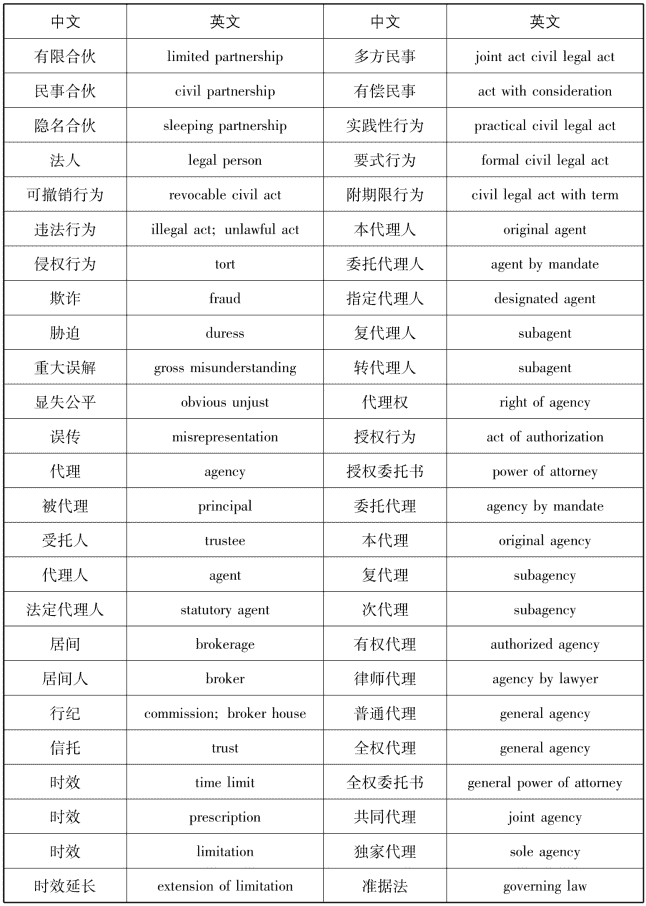 中文 英文 中文 英文
有限合伙 limited partnership 多方民事 joint act civil legal act
民事合伙 civil partnership 有偿民事 act with consideration
隐名合伙 sleeping partnership 实践性行为 practical civil legal act
法人 legal person 要式行为 formal civil legal act
可撤销行为 revocable civil act 附期限行为 civil legal act with term
违法行为 illegal act; unlawful act 本代理人 original agent
侵权行为 tort 委托代理人 agent by mandate
欺诈 fraud 指定代理人 designated agent
胁迫 duress 复代理人 subagent
重大误解 gross misunderstanding 转代理人 subagent
显失公平 obvious unjust 代理权 right of agency
误传 misrepresentation 授权行为 act of authorization
代理 agency 授权委托书 power of attorney
被代理 principal 委托代理 agency by mandate
受托人 trustee 本代理 original agency
代理人 agent 复代理 subagency
法定代理人 statutory agent 次代理 subagency
居间 brokerage 有权代理 authorized agency
居间人 broker 律师代理 agency by lawyer
行纪 commission; broker house 普通代理 general agency
信托 trust 全权代理 general agency
时效 time limit 全权委托书 general power of attorney
时效 prescription 共同代理 joint agency
时效 limitation 独家代理 sole agency
时效延长 extension of limitation 准据法 governing law